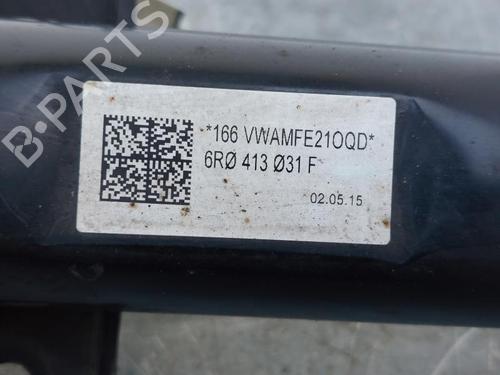 B-PARTS
*166 VWAMFE21OQD*
6RØ 413 Ø31 F
02.05.15